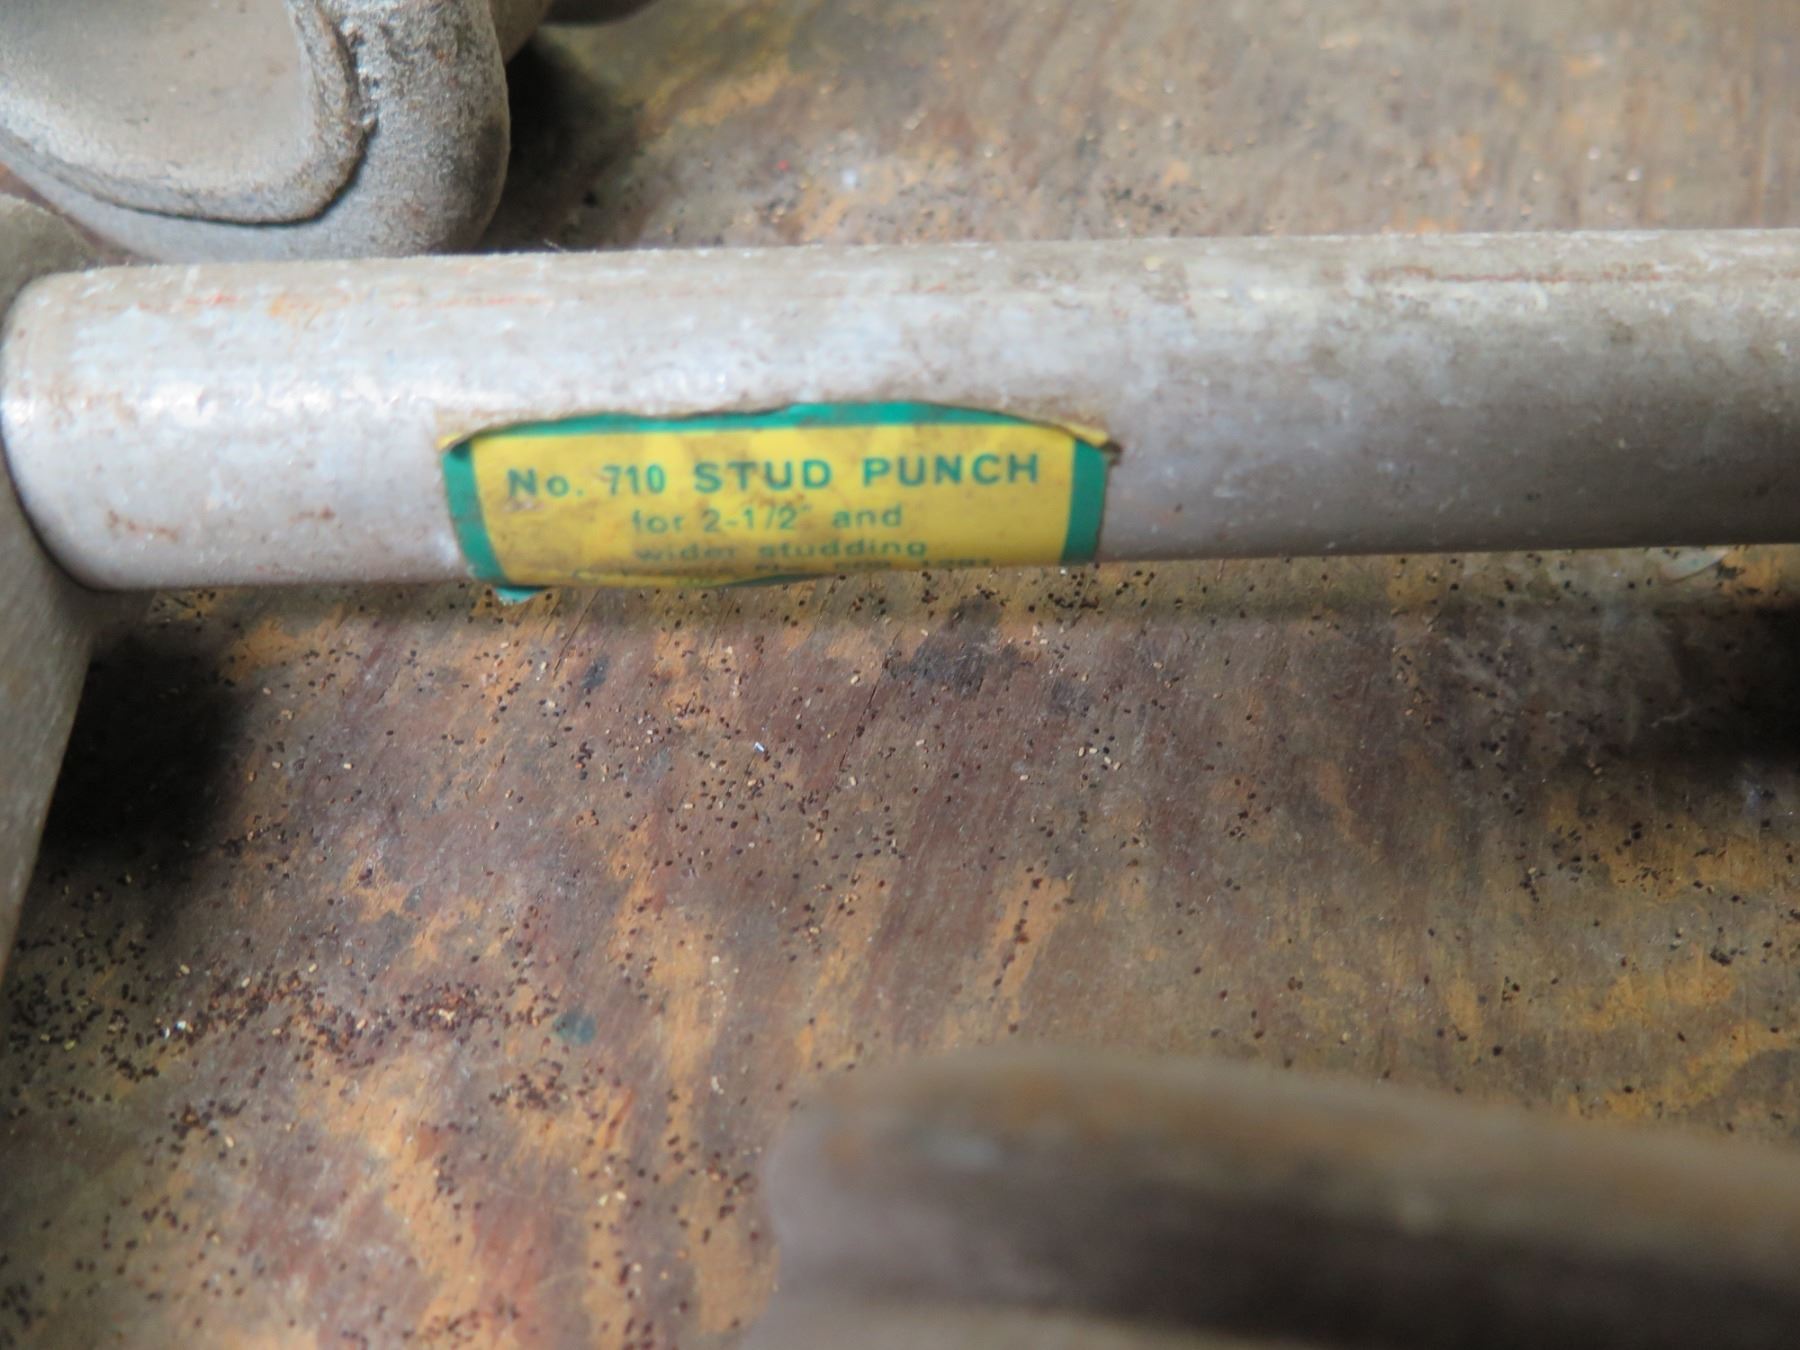 No. 710 STUD PUNCH
for 2-1/2" and
wider studding